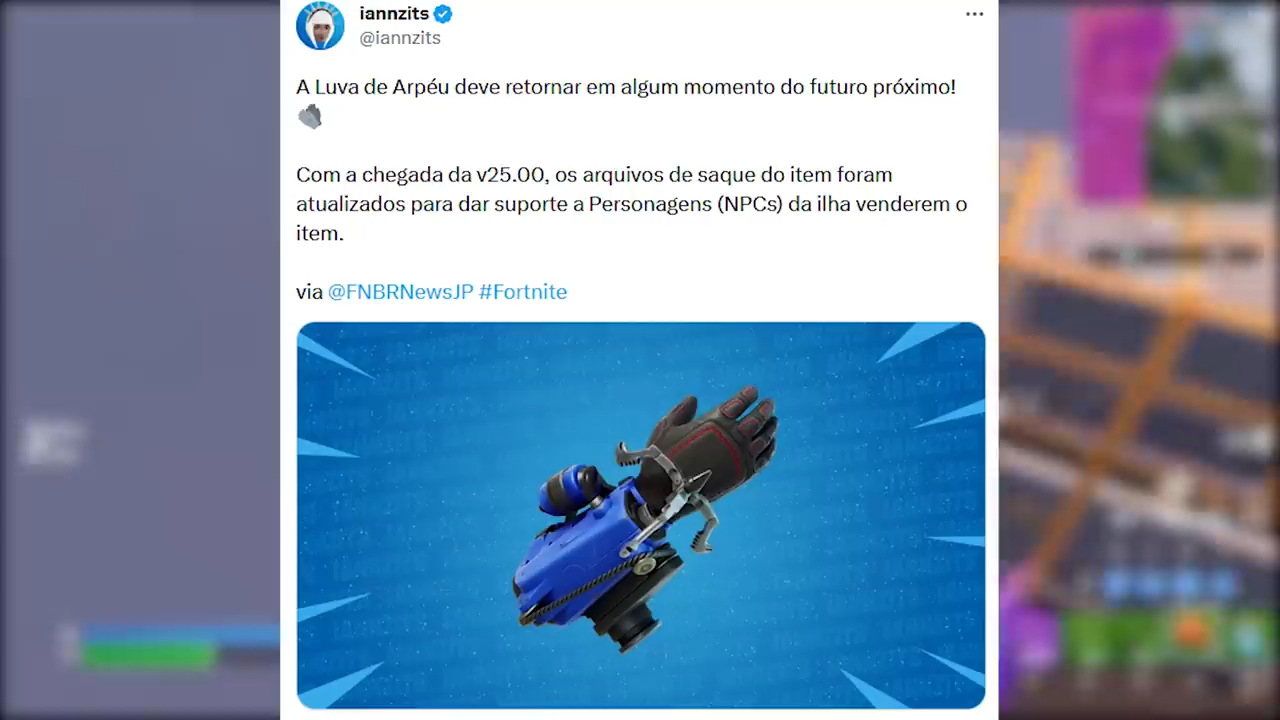 iannzits
@iannzits
A Luva de Arpéu deve retornar em algum momento do futuro próximo!
Com a chegada da v25.00, os arquivos de saque do item foram
atualizados para dar suporte a Personagens (NPCs) da ilha venderem o
item.
via @FNBRNewsJP #Fortnite